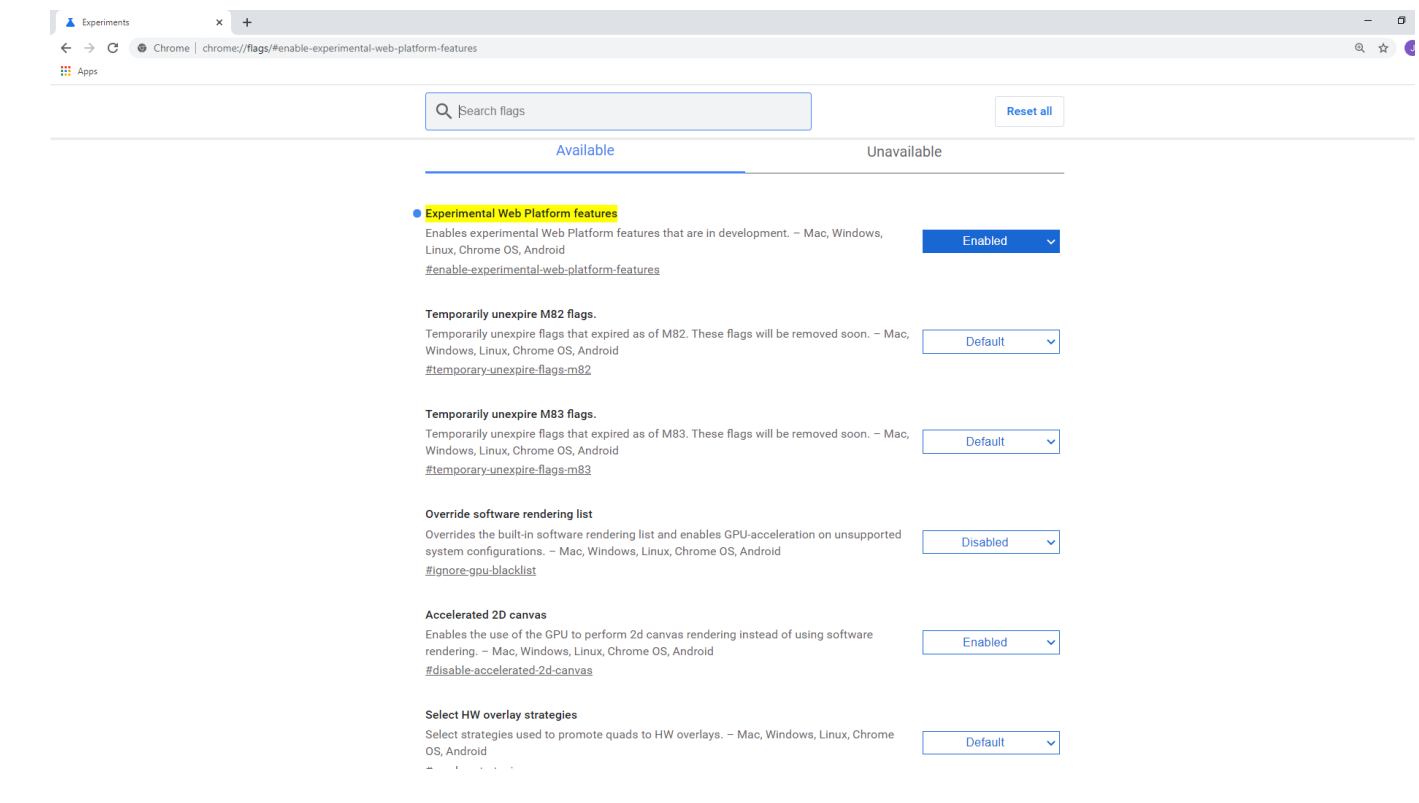 Experiments
Chrome | chrome://flags/#enable-experimental-web-platform-features
Apps
Search flags
Reset all
Available Unavailable
Experimental Web Platform features
Enables experimental Web Platform features that are in development. – Mac, Windows,
Linux, Chrome OS, Android
#enable-experimental-web-platform-features
Enabled
Temporarily unexpire M82 flags.
Temporarily unexpire flags that expired as of M82. These flags will be removed soon. – Mac,
Windows, Linux, Chrome OS, Android
#temporary-unexpire-flags-m82
Default
Temporarily unexpire M83 flags.
Temporarily unexpire flags that expired as of M83. These flags will be removed soon. – Mac,
Windows, Linux, Chrome OS, Android
#temporary-unexpire-flags-m83
Default
Override software rendering list
Overrides the built-in software rendering list and enables GPU-acceleration on unsupported
system configurations. – Mac, Windows, Linux, Chrome OS, Android
#ignore-gpu-blacklist
Disabled
Accelerated 2D canvas
Enables the use of the GPU to perform 2d canvas rendering instead of using software
rendering. – Mac, Windows, Linux, Chrome OS, Android
#disable-accelerated-2d-canvas
Enabled
Select HW overlay strategies
Select strategies used to promote quads to HW overlays. – Mac, Windows, Linux, Chrome
OS, Android
Default